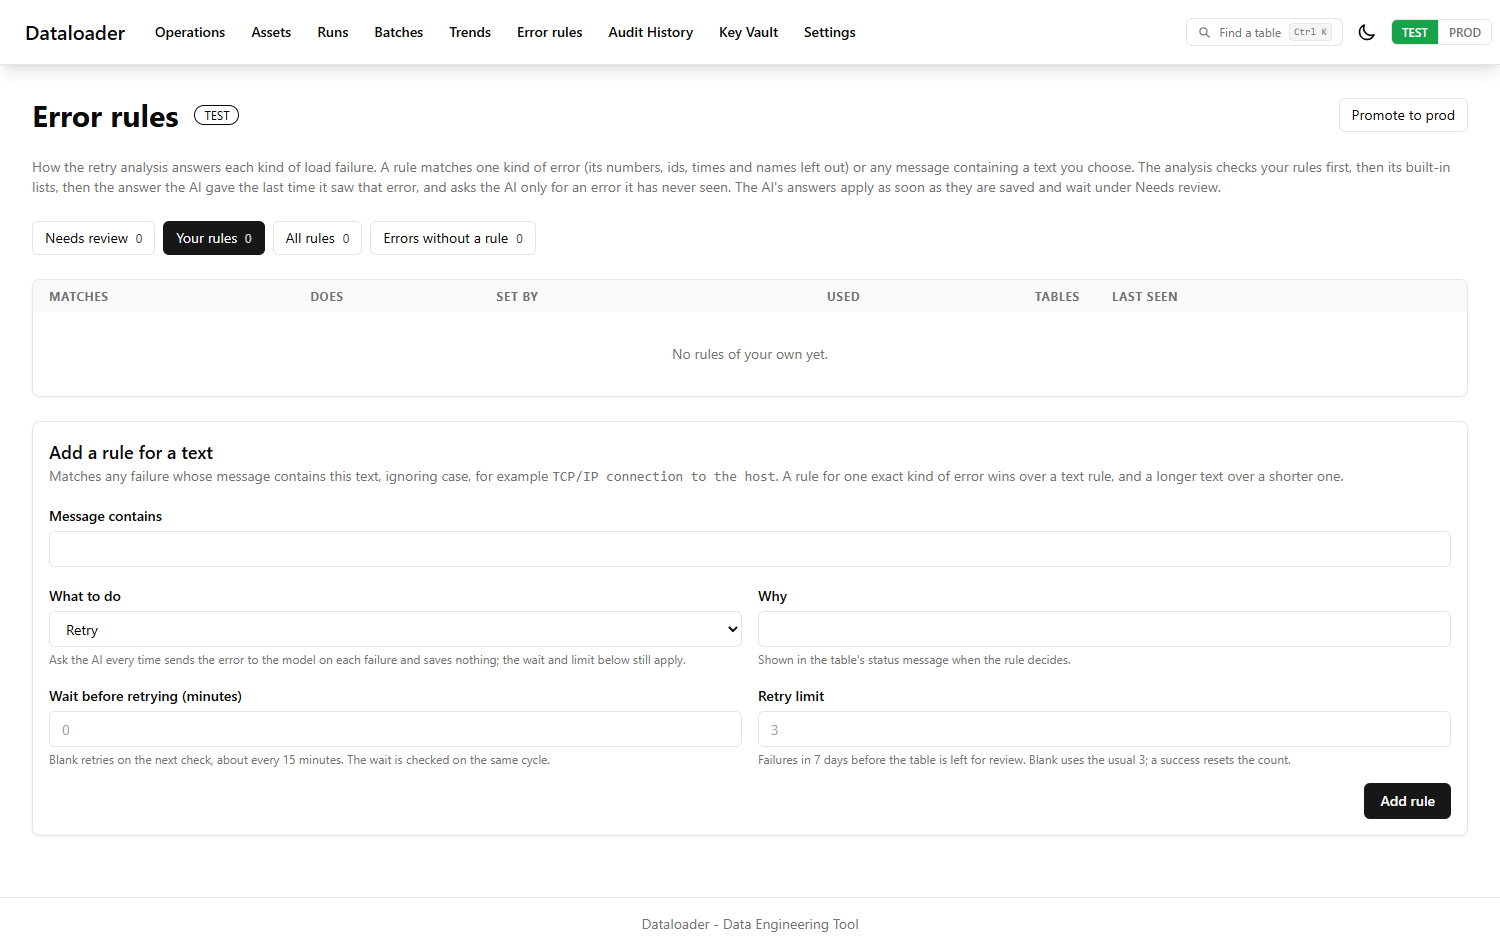 Dataloader Operations Assets Runs Batches Trends Error rules Audit History Key Vault Settings Find a table Ctrl K TEST PROD
Error rules TEST Promote to prod
How the retry analysis answers each kind of load failure. A rule matches one kind of error (its numbers, ids, times and names left out) or any message containing a text you choose. The analysis checks your rules first, then its built-in
lists, then the answer the AI gave the last time it saw that error, and asks the AI only for an error it has never seen. The AI's answers apply as soon as they are saved and wait under Needs review.
Needs review 0 Your rules 0 All rules 0 Errors without a rule 0
MATCHES DOES SET BY USED TABLES LAST SEEN
No rules of your own yet.
Add a rule for a text
Matches any failure whose message contains this text, ignoring case, for example TCP/IP connection to the host. A rule for one exact kind of error wins over a text rule, and a longer text over a shorter one.
Message contains
What to do Why
Retry
Ask the AI every time sends the error to the model on each failure and saves nothing; the wait and limit below still apply. Shown in the table's status message when the rule decides.
Wait before retrying (minutes) Retry limit
0 3
Blank retries on the next check, about every 15 minutes. The wait is checked on the same cycle. Failures in 7 days before the table is left for review. Blank uses the usual 3; a success resets the count.
Add rule
Dataloader - Data Engineering Tool